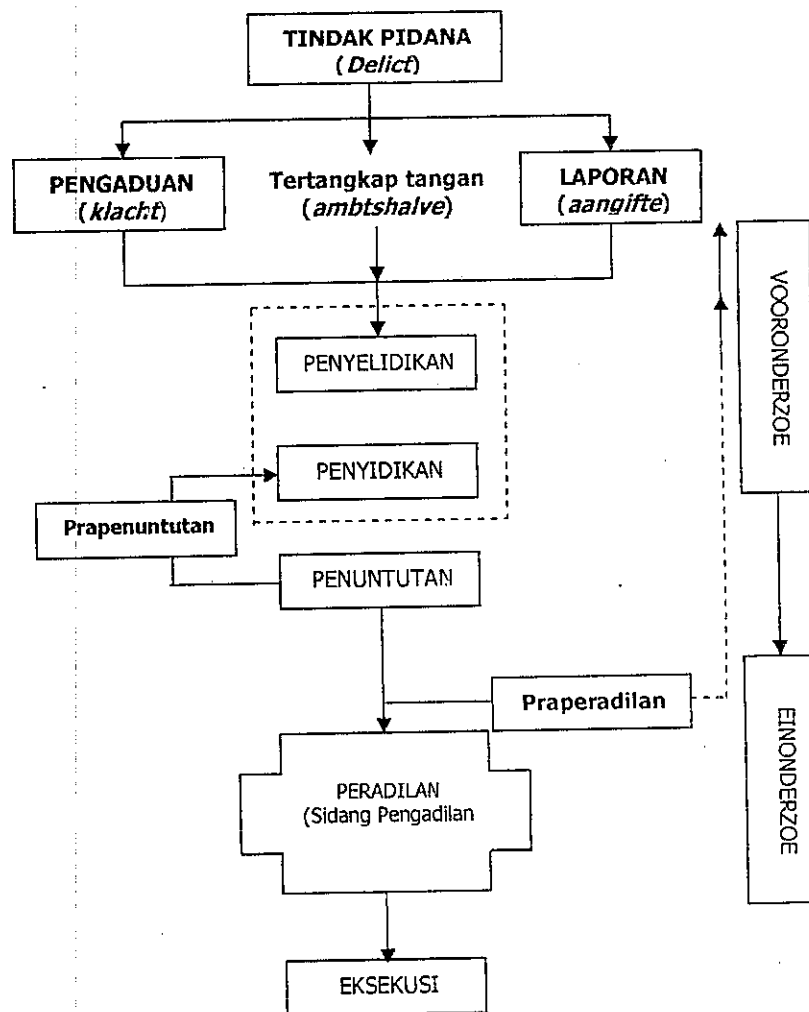 TINDAK PIDANA
(Delict)
PENGADUAN
(klacht)
Tertangkap tangan
(ambtshalve)
LAPORAN
(aangifte)
VOORONDERZOE
PENYELIDIKAN
PENYIDIKAN
Prapenuntutan
PENUNTUTAN
Praperadilan
EINONDERZOE
PERADILAN
(Sidang Pengadilan
EKSEKUSI